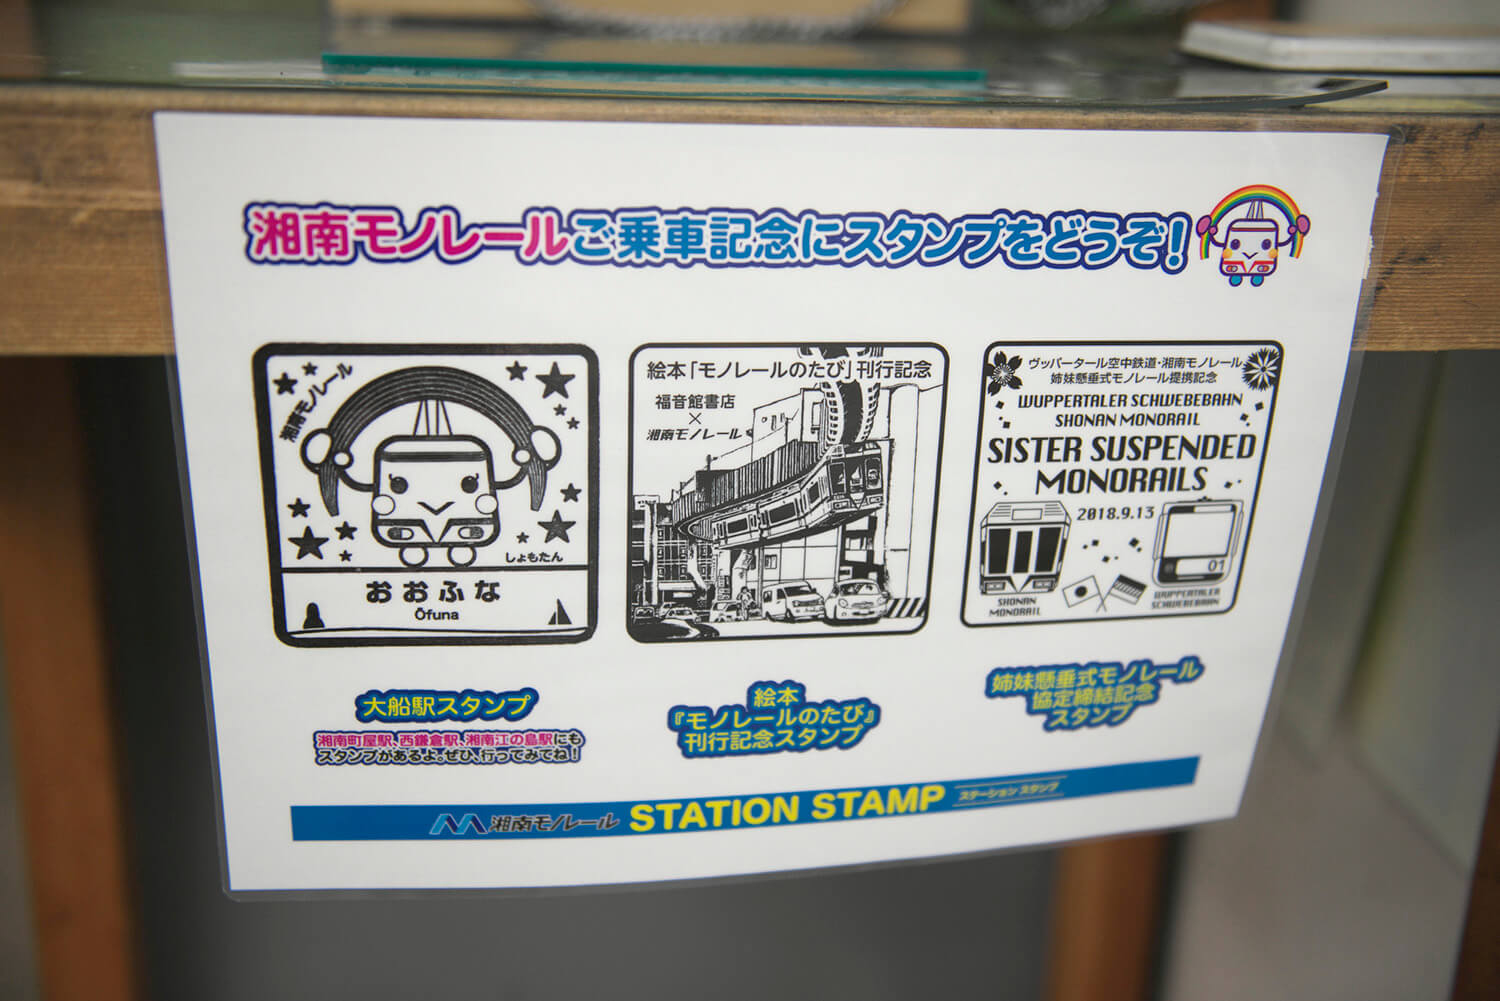 湘南モノレールご乗車記念にスタンプをどうぞ!
湘南モノレール
しょもたん
おおふな
Ōfuna
絵本「モノレールのたび」刊行記念
福音館書店
×
湘南モノレール
ヴッパータール空中鉄道・湘南モノレール
姉妹懸垂式モノレール提携記念
WUPPERTALER SCHWEBEBAHN
SHONAN MONORAIL
SISTER SUSPENDED
MONORAILS
2018.9.13
01
SHONAN
MONORAIL
WUPPERTALER
SCHWEBEBAHN
大船駅スタンプ
湘南町屋駅、西鎌倉駅、湘南江の島駅にも
スタンプがあるよ。ぜひ、行ってみてね!
絵本
『モノレールのたび』
刊行記念スタンプ
姉妹懸垂式モノレール
協定締結記念
スタンプ
湘南モノレール STATION STAMP ステーション スタンプ